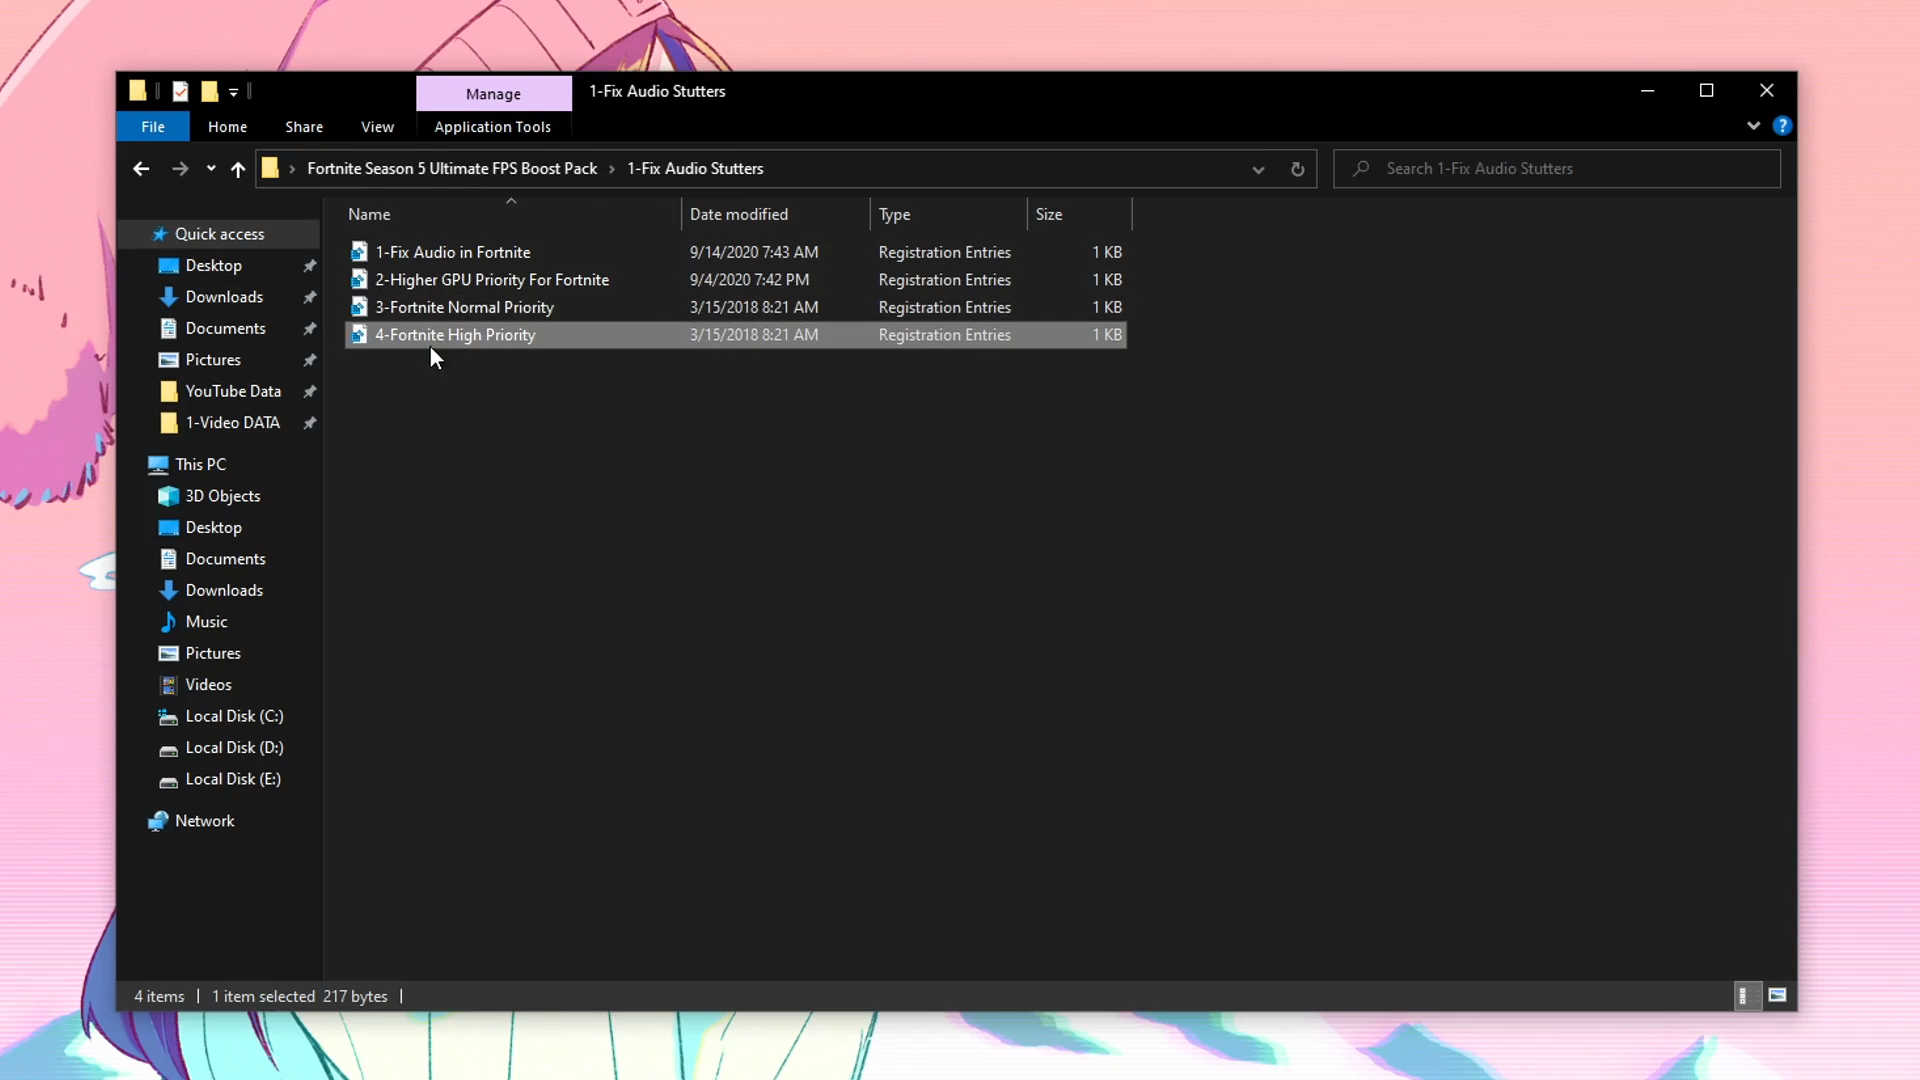 Manage
1-Fix Audio Stutters
File
Home
Share
View
Application Tools
Fortnite Season 5 Ultimate FPS Boost Pack
1-Fix Audio Stutters
Search 1-Fix Audio Stutters
Name
Date modified
Type
Size
1-Fix Audio in Fortnite 9/14/2020 7:43 AM Registration Entries 1 KB
2-Higher GPU Priority For Fortnite 9/4/2020 7:42 PM Registration Entries 1 KB
3-Fortnite Normal Priority 3/15/2018 8:21 AM Registration Entries 1 KB
4-Fortnite High Priority 3/15/2018 8:21 AM Registration Entries 1 KB
Quick access
Desktop
Downloads
Documents
Pictures
YouTube Data
1-Video DATA
This PC
3D Objects
Desktop
Documents
Downloads
Music
Pictures
Videos
Local Disk (C:)
Local Disk (D:)
Local Disk (E:)
Network
4 items
1 item selected 217 bytes